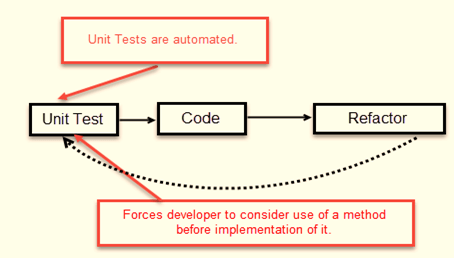 Unit Tests are automated.
Unit Test
Code
Refactor
Forces developer to consider use of a method
before implementation of it.